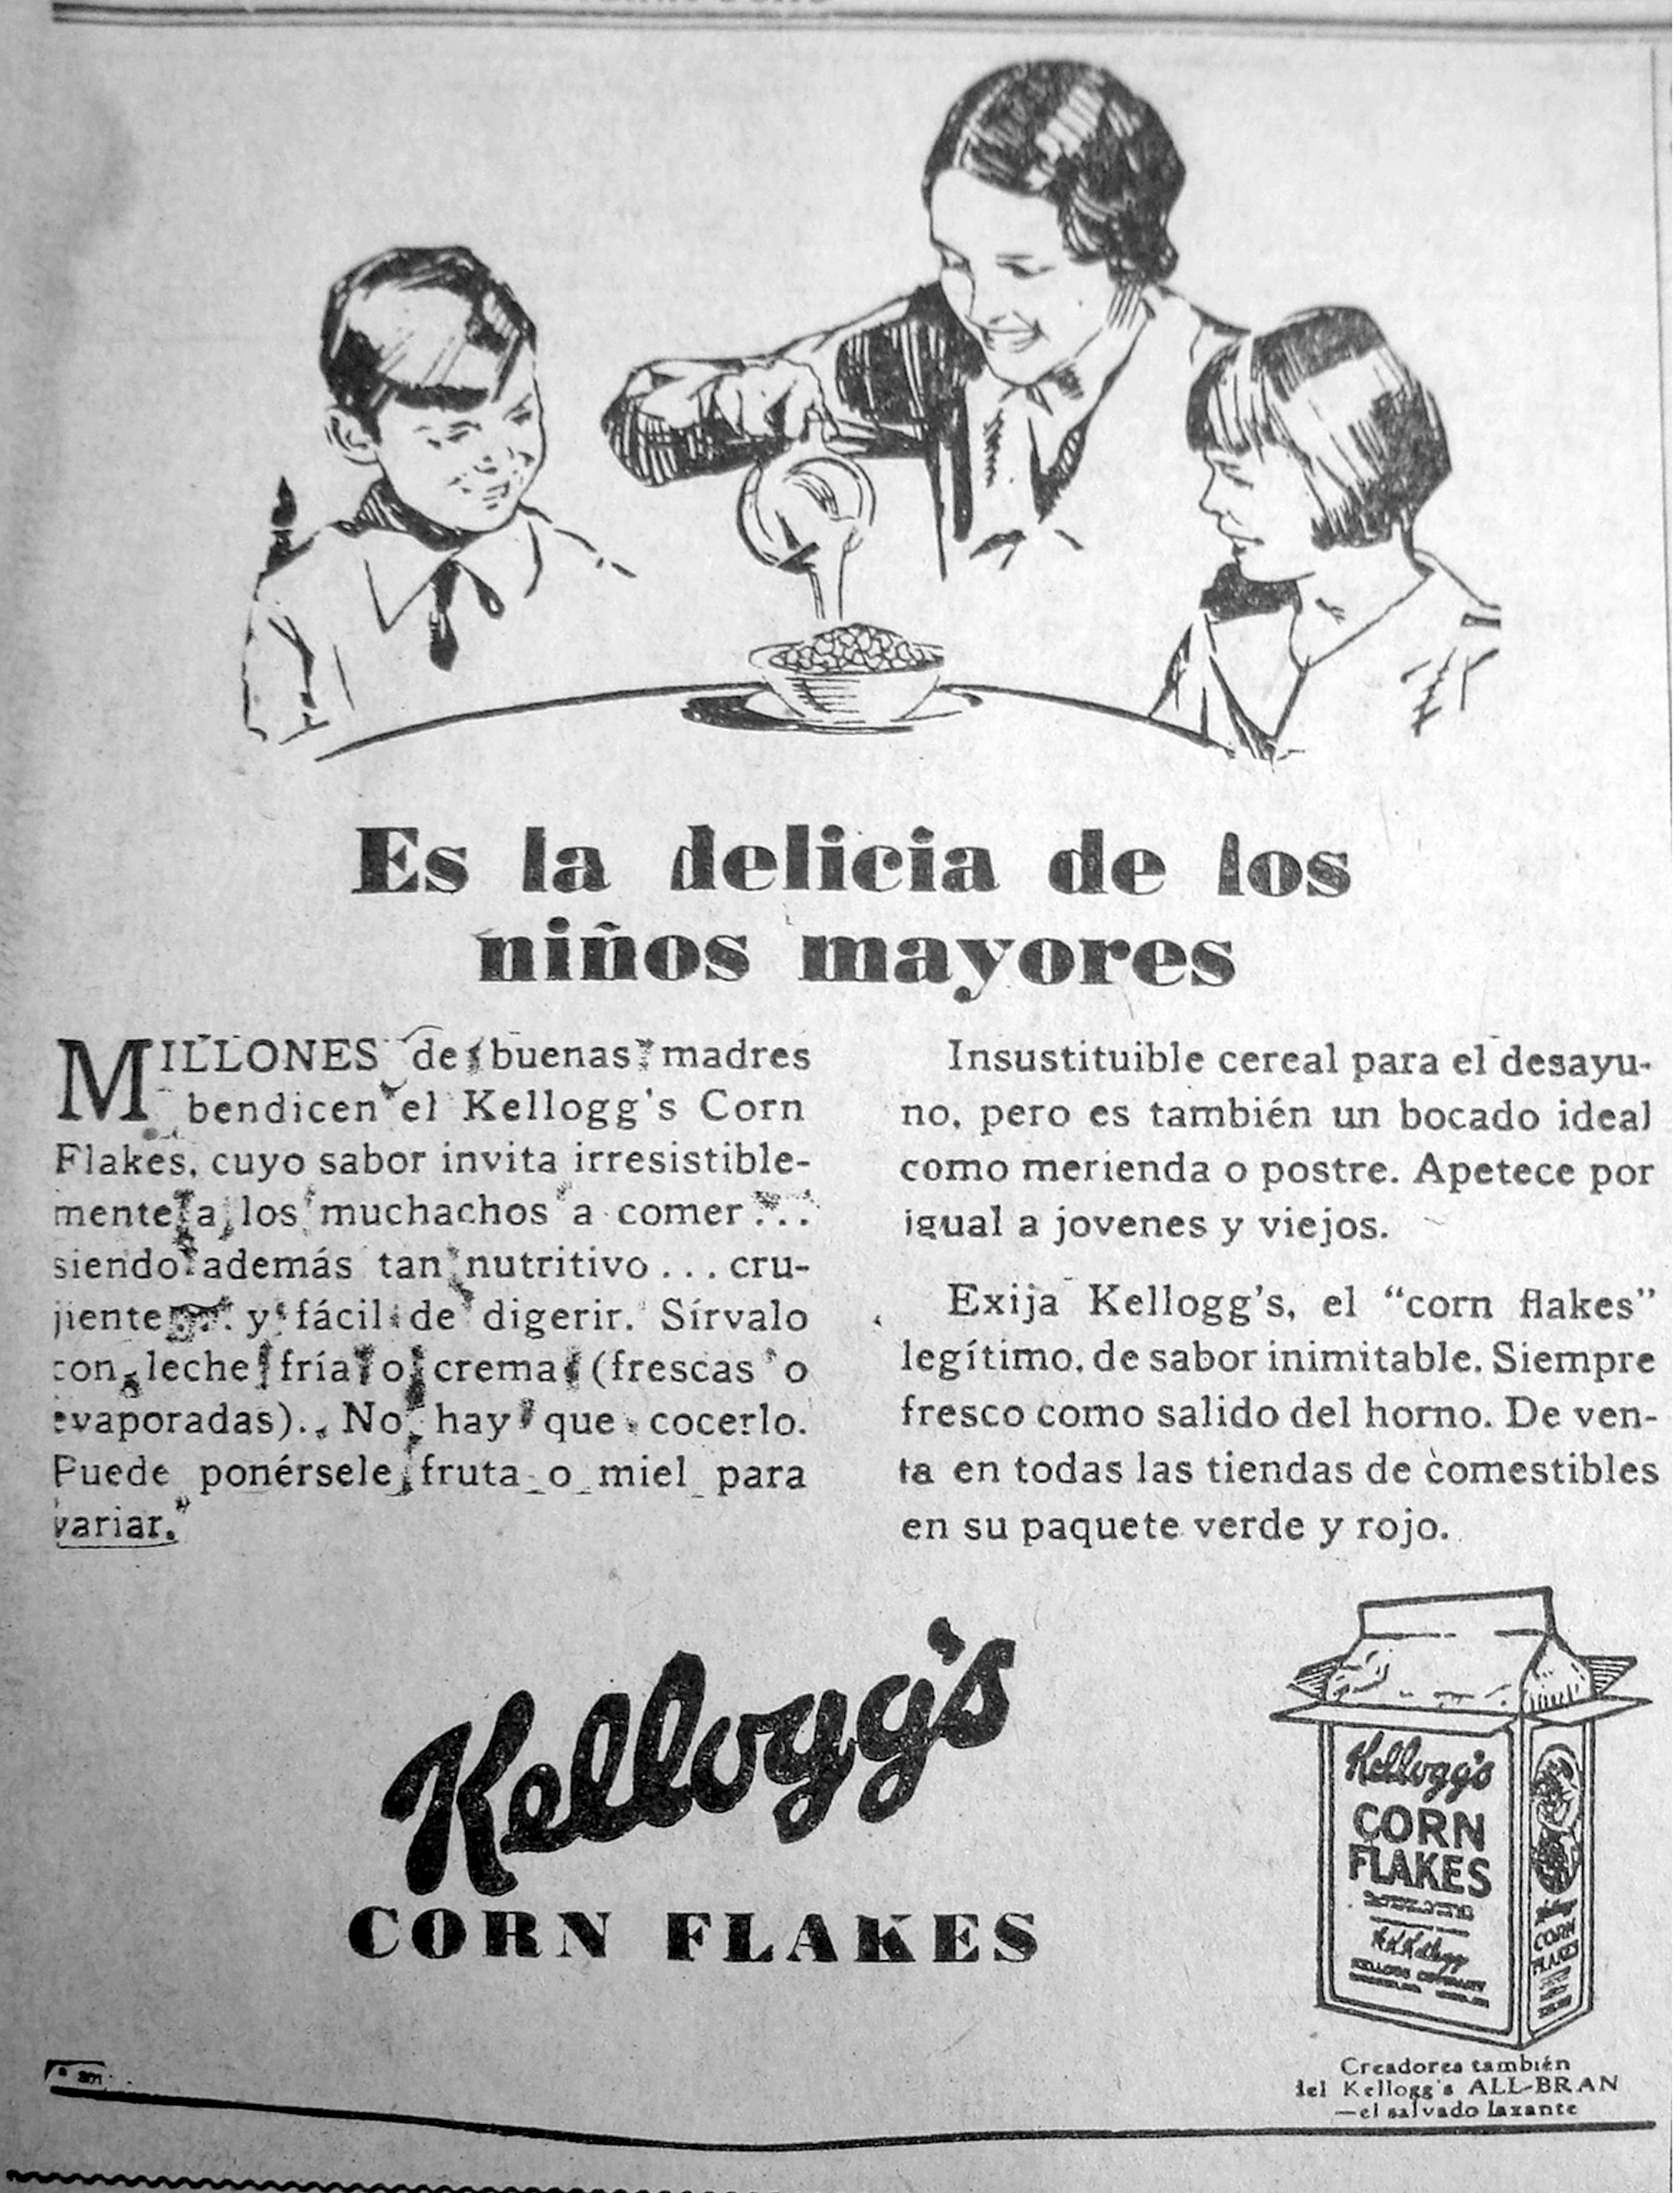 Es la delicia de los
niños mayores
MILLONES de buenas madres
bendicen el Kellogg's Corn
Flakes, cuyo sabor invita irresistible-
mente a los muchachos a comer...
siendo además tan nutritivo... cru-
jiente... y fácil de digerir. Sírvalo
con leche fría o crema (frescas o
evaporadas). No hay que cocerlo.
Puede ponérsele fruta o miel para
variar.
Insustituible cereal para el desayu-
no, pero es también un bocado ideal
como merienda o postre. Apetece por
igual a jovenes y viejos.
Exija Kellogg's, el "corn flakes"
legítimo, de sabor inimitable. Siempre
fresco como salido del horno. De ven-
ta en todas las tiendas de comestibles
en su paquete verde y rojo.
Kellogg's
CORN FLAKES
Kellogg's
CORN
FLAKES
W.K.Kellogg
KELLOGG COMPANY
Kellogg's
CORN
FLAKES
Creadores también
del Kellogg's ALL-BRAN
—el salvado laxante